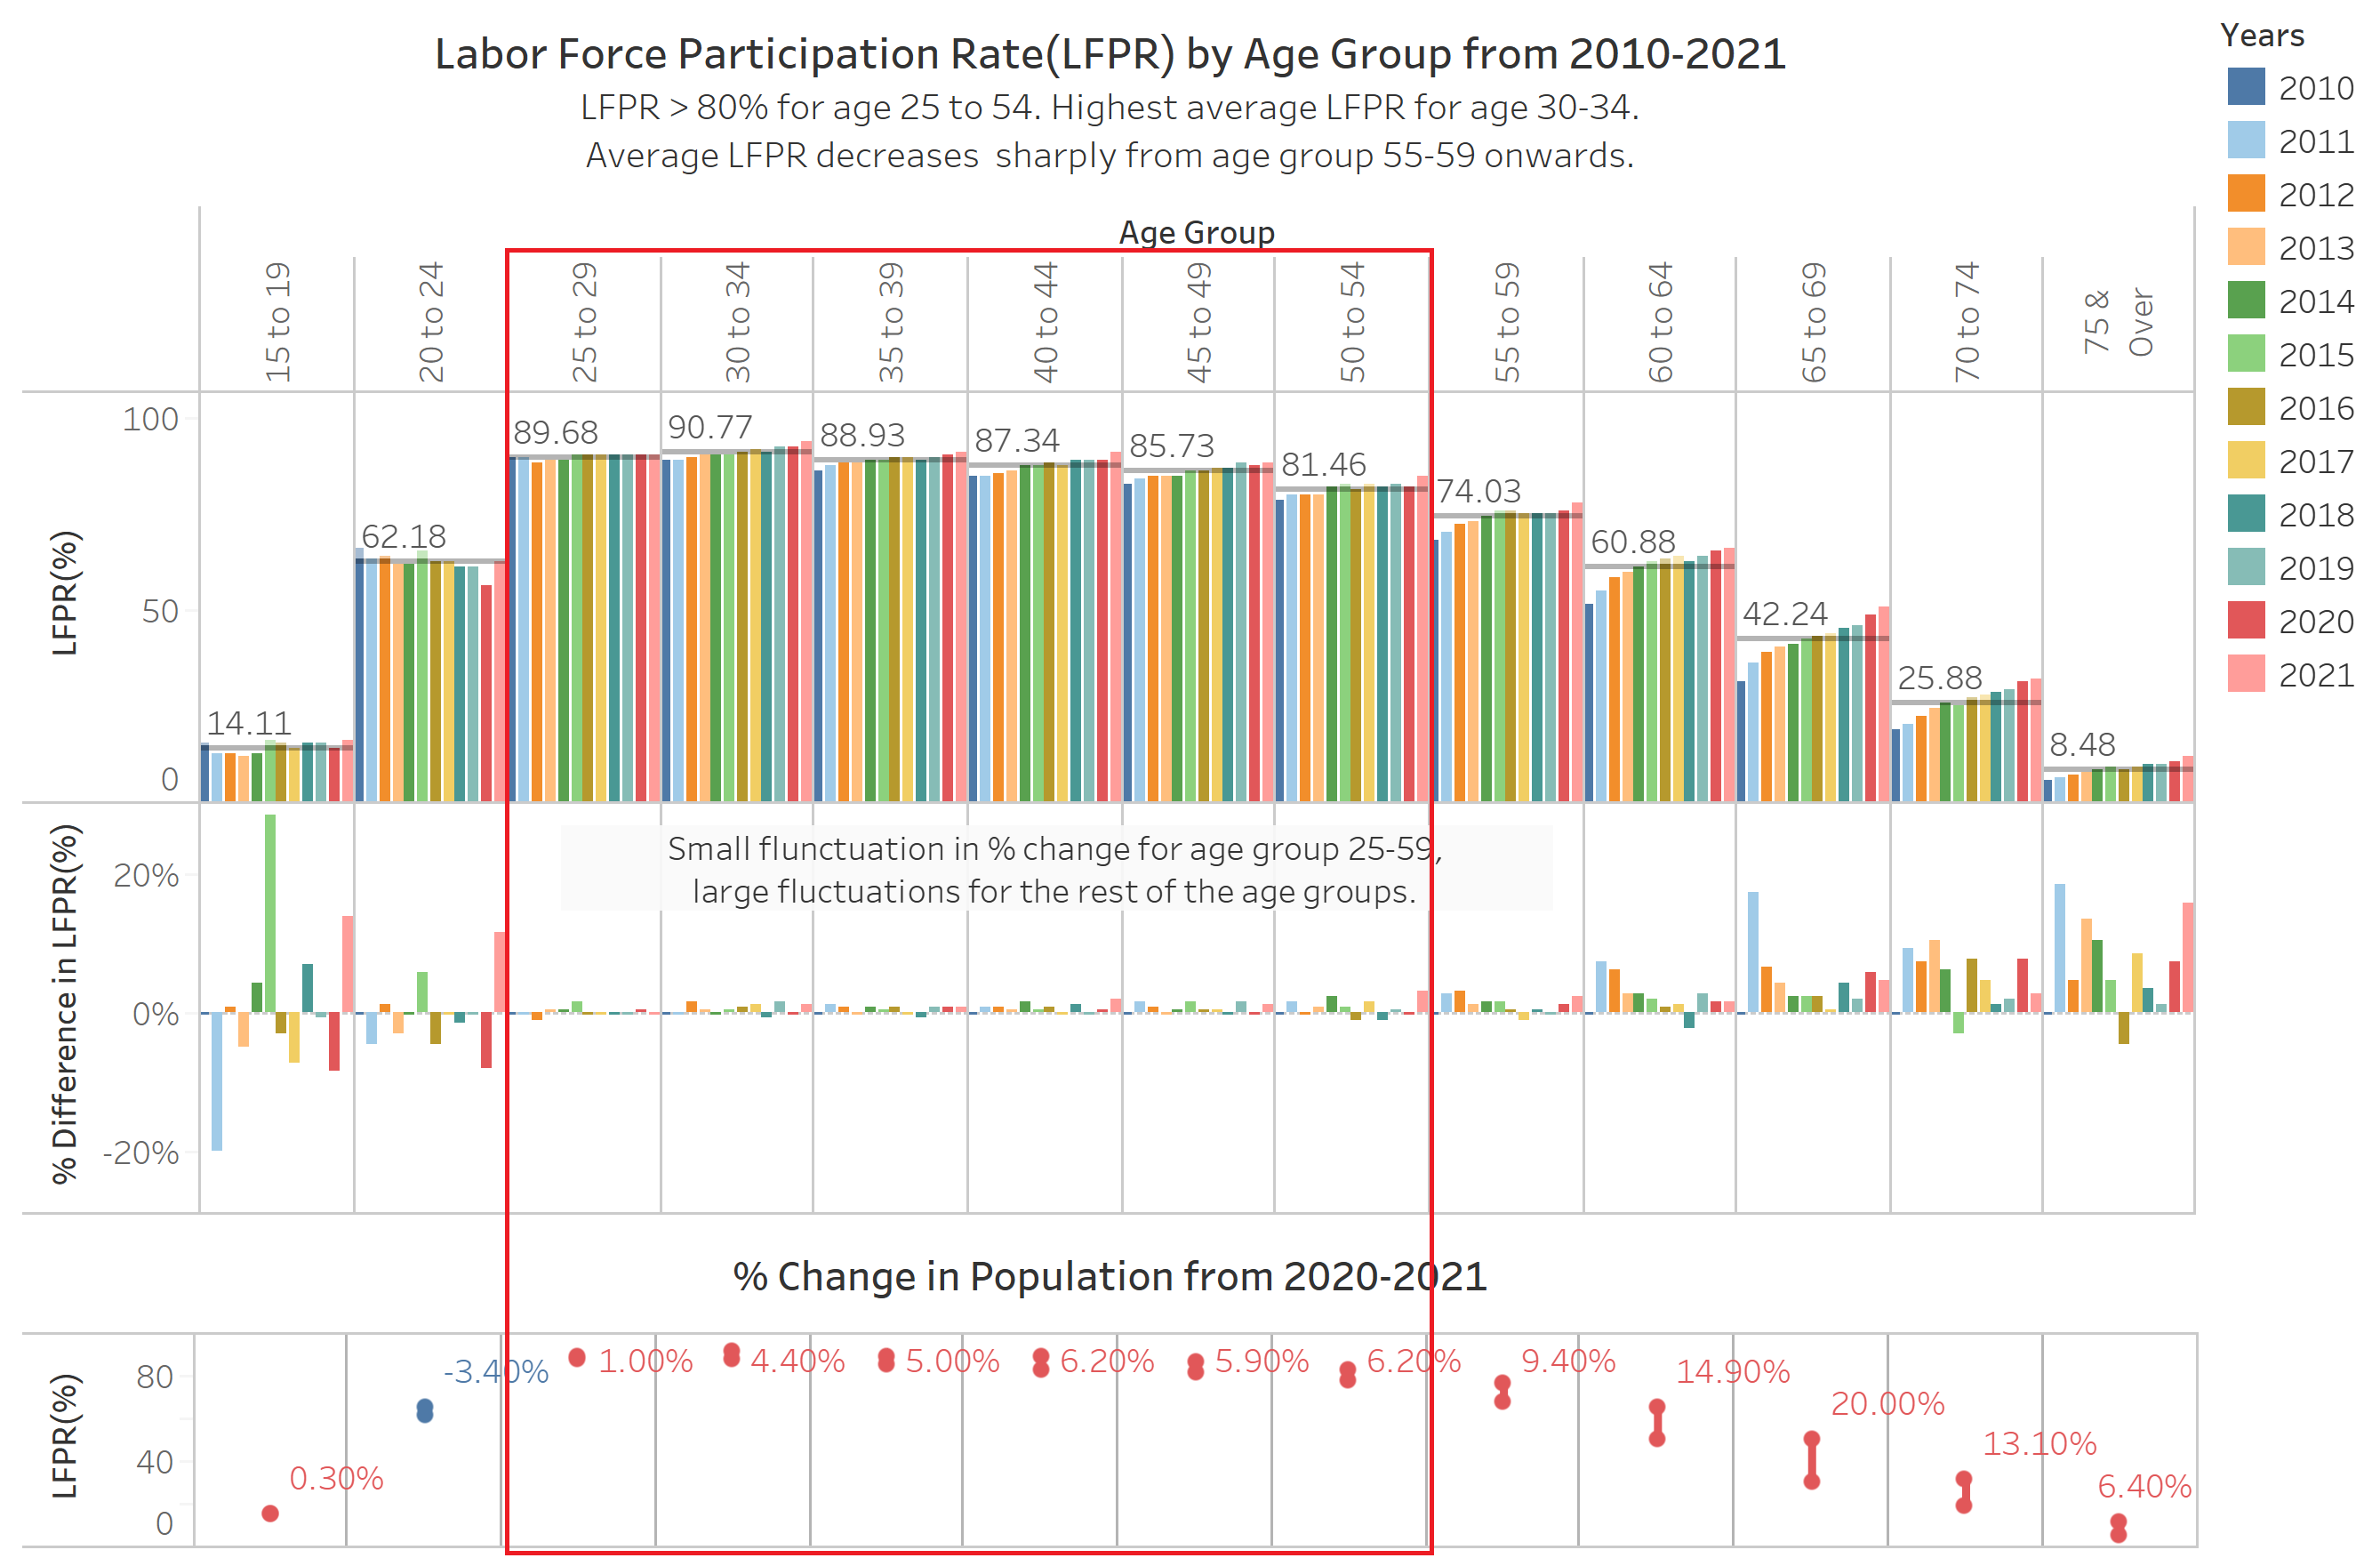 Labor Force Participation Rate(LFPR) by Age Group from 2010-2021
LFPR > 80% for age 25 to 54. Highest average LFPR for age 30-34.
Average LFPR decreases  sharply from age group 55-59 onwards.
Years
2010
2011
2012
2013
2014
2015
2016
2017
2018
2019
2020
2021
Age Group
15 to 19
20 to 24
25 to 29
30 to 34
35 to 39
40 to 44
45 to 49
50 to 54
55 to 59
60 to 64
65 to 69
70 to 74
75 &
Over
LFPR(%)
100
50
0
14.11
62.18
89.68
90.77
88.93
87.34
85.73
81.46
74.03
60.88
42.24
25.88
8.48
% Difference in LFPR(%)
20%
0%
-20%
Small flunctuation in % change for age group 25-59,
large fluctuations for the rest of the age groups.
% Change in Population from 2020-2021
LFPR(%)
80
40
0
0.30%
-3.40%
1.00%
4.40%
5.00%
6.20%
5.90%
6.20%
9.40%
14.90%
20.00%
13.10%
6.40%